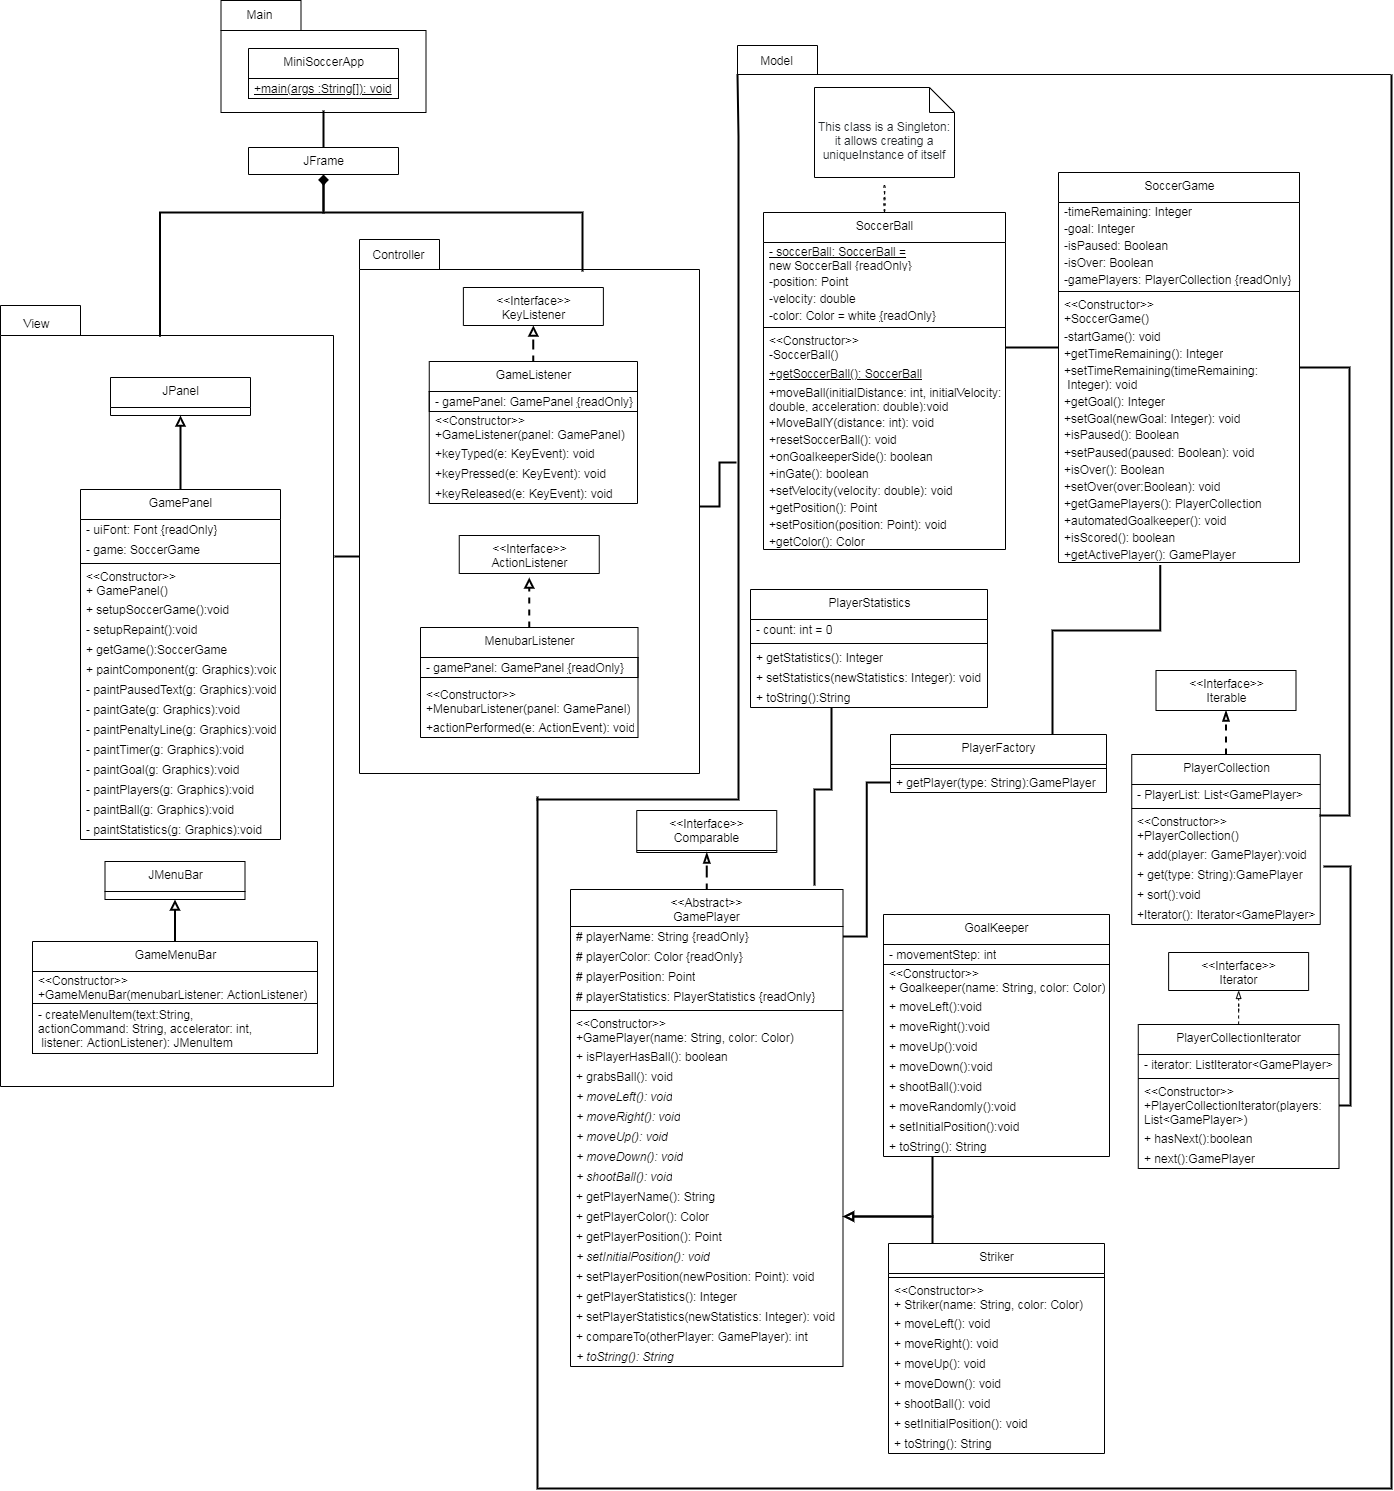 Main
MiniSoccerApp
+main(args :String[]): void
JFrame
View
JPanel
GamePanel
- uiFont: Font {readOnly}
- game: SoccerGame
<<Constructor>>
+ GamePanel()
+ setupSoccerGame():void
- setupRepaint():void
+ getGame():SoccerGame
+ paintComponent(g: Graphics):void
- paintPausedText(g: Graphics):void
- paintGate(g: Graphics):void
- paintPenaltyLine(g: Graphics):void
- paintTimer(g: Graphics):void
- paintGoal(g: Graphics):void
- paintPlayers(g: Graphics):void
- paintBall(g: Graphics):void
- paintStatistics(g: Graphics):void
JMenuBar
GameMenuBar
<<Constructor>>
+GameMenuBar(menubarListener: ActionListener)
- createMenuItem(text:String,
actionCommand: String, accelerator: int,
listener: ActionListener): JMenuItem
Controller
<<Interface>>
KeyListener
GameListener
- gamePanel: GamePanel {readOnly}
<<Constructor>>
+GameListener(panel: GamePanel)
+keyTyped(e: KeyEvent): void
+keyPressed(e: KeyEvent): void
+keyReleased(e: KeyEvent): void
<<Interface>>
ActionListener
MenubarListener
- gamePanel: GamePanel {readOnly}
<<Constructor>>
+MenubarListener(panel: GamePanel)
+actionPerformed(e: ActionEvent): void
Model
This class is a Singleton:
it allows creating a
uniqueInstance of itself
SoccerBall
- soccerBall: SoccerBall =
new SoccerBall {readOnly}
-position: Point
-velocity: double
-color: Color = white {readOnly}
<<Constructor>>
-SoccerBall()
+getSoccerBall(): SoccerBall
+moveBall(initialDistance: int, initialVelocity:
double, acceleration: double):void
+MoveBallY(distance: int): void
+resetSoccerBall(): void
+onGoalkeeperSide(): boolean
+inGate(): boolean
+setVelocity(velocity: double): void
+getPosition(): Point
+setPosition(position: Point): void
+getColor(): Color
SoccerGame
-timeRemaining: Integer
-goal: Integer
-isPaused: Boolean
-isOver: Boolean
-gamePlayers: PlayerCollection {readOnly}
<<Constructor>>
+SoccerGame()
-startGame(): void
+getTimeRemaining(): Integer
+setTimeRemaining(timeRemaining:
Integer): void
+getGoal(): Integer
+setGoal(newGoal: Integer): void
+isPaused(): Boolean
+setPaused(paused: Boolean): void
+isOver(): Boolean
+setOver(over:Boolean): void
+getGamePlayers(): PlayerCollection
+automatedGoalkeeper(): void
+isScored(): boolean
+getActivePlayer(): GamePlayer
PlayerStatistics
- count: int = 0
+ getStatistics(): Integer
+ setStatistics(newStatistics: Integer): void
+ toString():String
PlayerFactory
+ getPlayer(type: String):GamePlayer
<<Interface>>
Iterable
PlayerCollection
- PlayerList: List<GamePlayer>
<<Constructor>>
+PlayerCollection()
+ add(player: GamePlayer):void
+ get(type: String):GamePlayer
+ sort():void
+Iterator(): Iterator<GamePlayer>
<<Interface>>
Iterator
PlayerCollectionIterator
- iterator: ListIterator<GamePlayer>
<<Constructor>>
+PlayerCollectionIterator(players:
List<GamePlayer>)
+ hasNext():boolean
+ next():GamePlayer
<<Interface>>
Comparable
<<Abstract>>
GamePlayer
# playerName: String {readOnly}
# playerColor: Color {readOnly}
# playerPosition: Point
# playerStatistics: PlayerStatistics {readOnly}
<<Constructor>>
+GamePlayer(name: String, color: Color)
+ isPlayerHasBall(): boolean
+ grabsBall(): void
+ moveLeft(): void
+ moveRight(): void
+ moveUp(): void
+ moveDown(): void
+ shootBall(): void
+ getPlayerName(): String
+ getPlayerColor(): Color
+ getPlayerPosition(): Point
+ setInitialPosition(): void
+ setPlayerPosition(newPosition: Point): void
+ getPlayerStatistics(): Integer
+ setPlayerStatistics(newStatistics: Integer): void
+ compareTo(otherPlayer: GamePlayer): int
+ toString(): String
GoalKeeper
- movementStep: int
<<Constructor>>
+ Goalkeeper(name: String, color: Color)
+ moveLeft():void
+ moveRight():void
+ moveUp():void
+ moveDown():void
+ shootBall():void
+ moveRandomly():void
+ setInitialPosition():void
+ toString(): String
Striker
<<Constructor>>
+ Striker(name: String, color: Color)
+ moveLeft(): void
+ moveRight(): void
+ moveUp(): void
+ moveDown(): void
+ shootBall(): void
+ setInitialPosition(): void
+ toString(): String